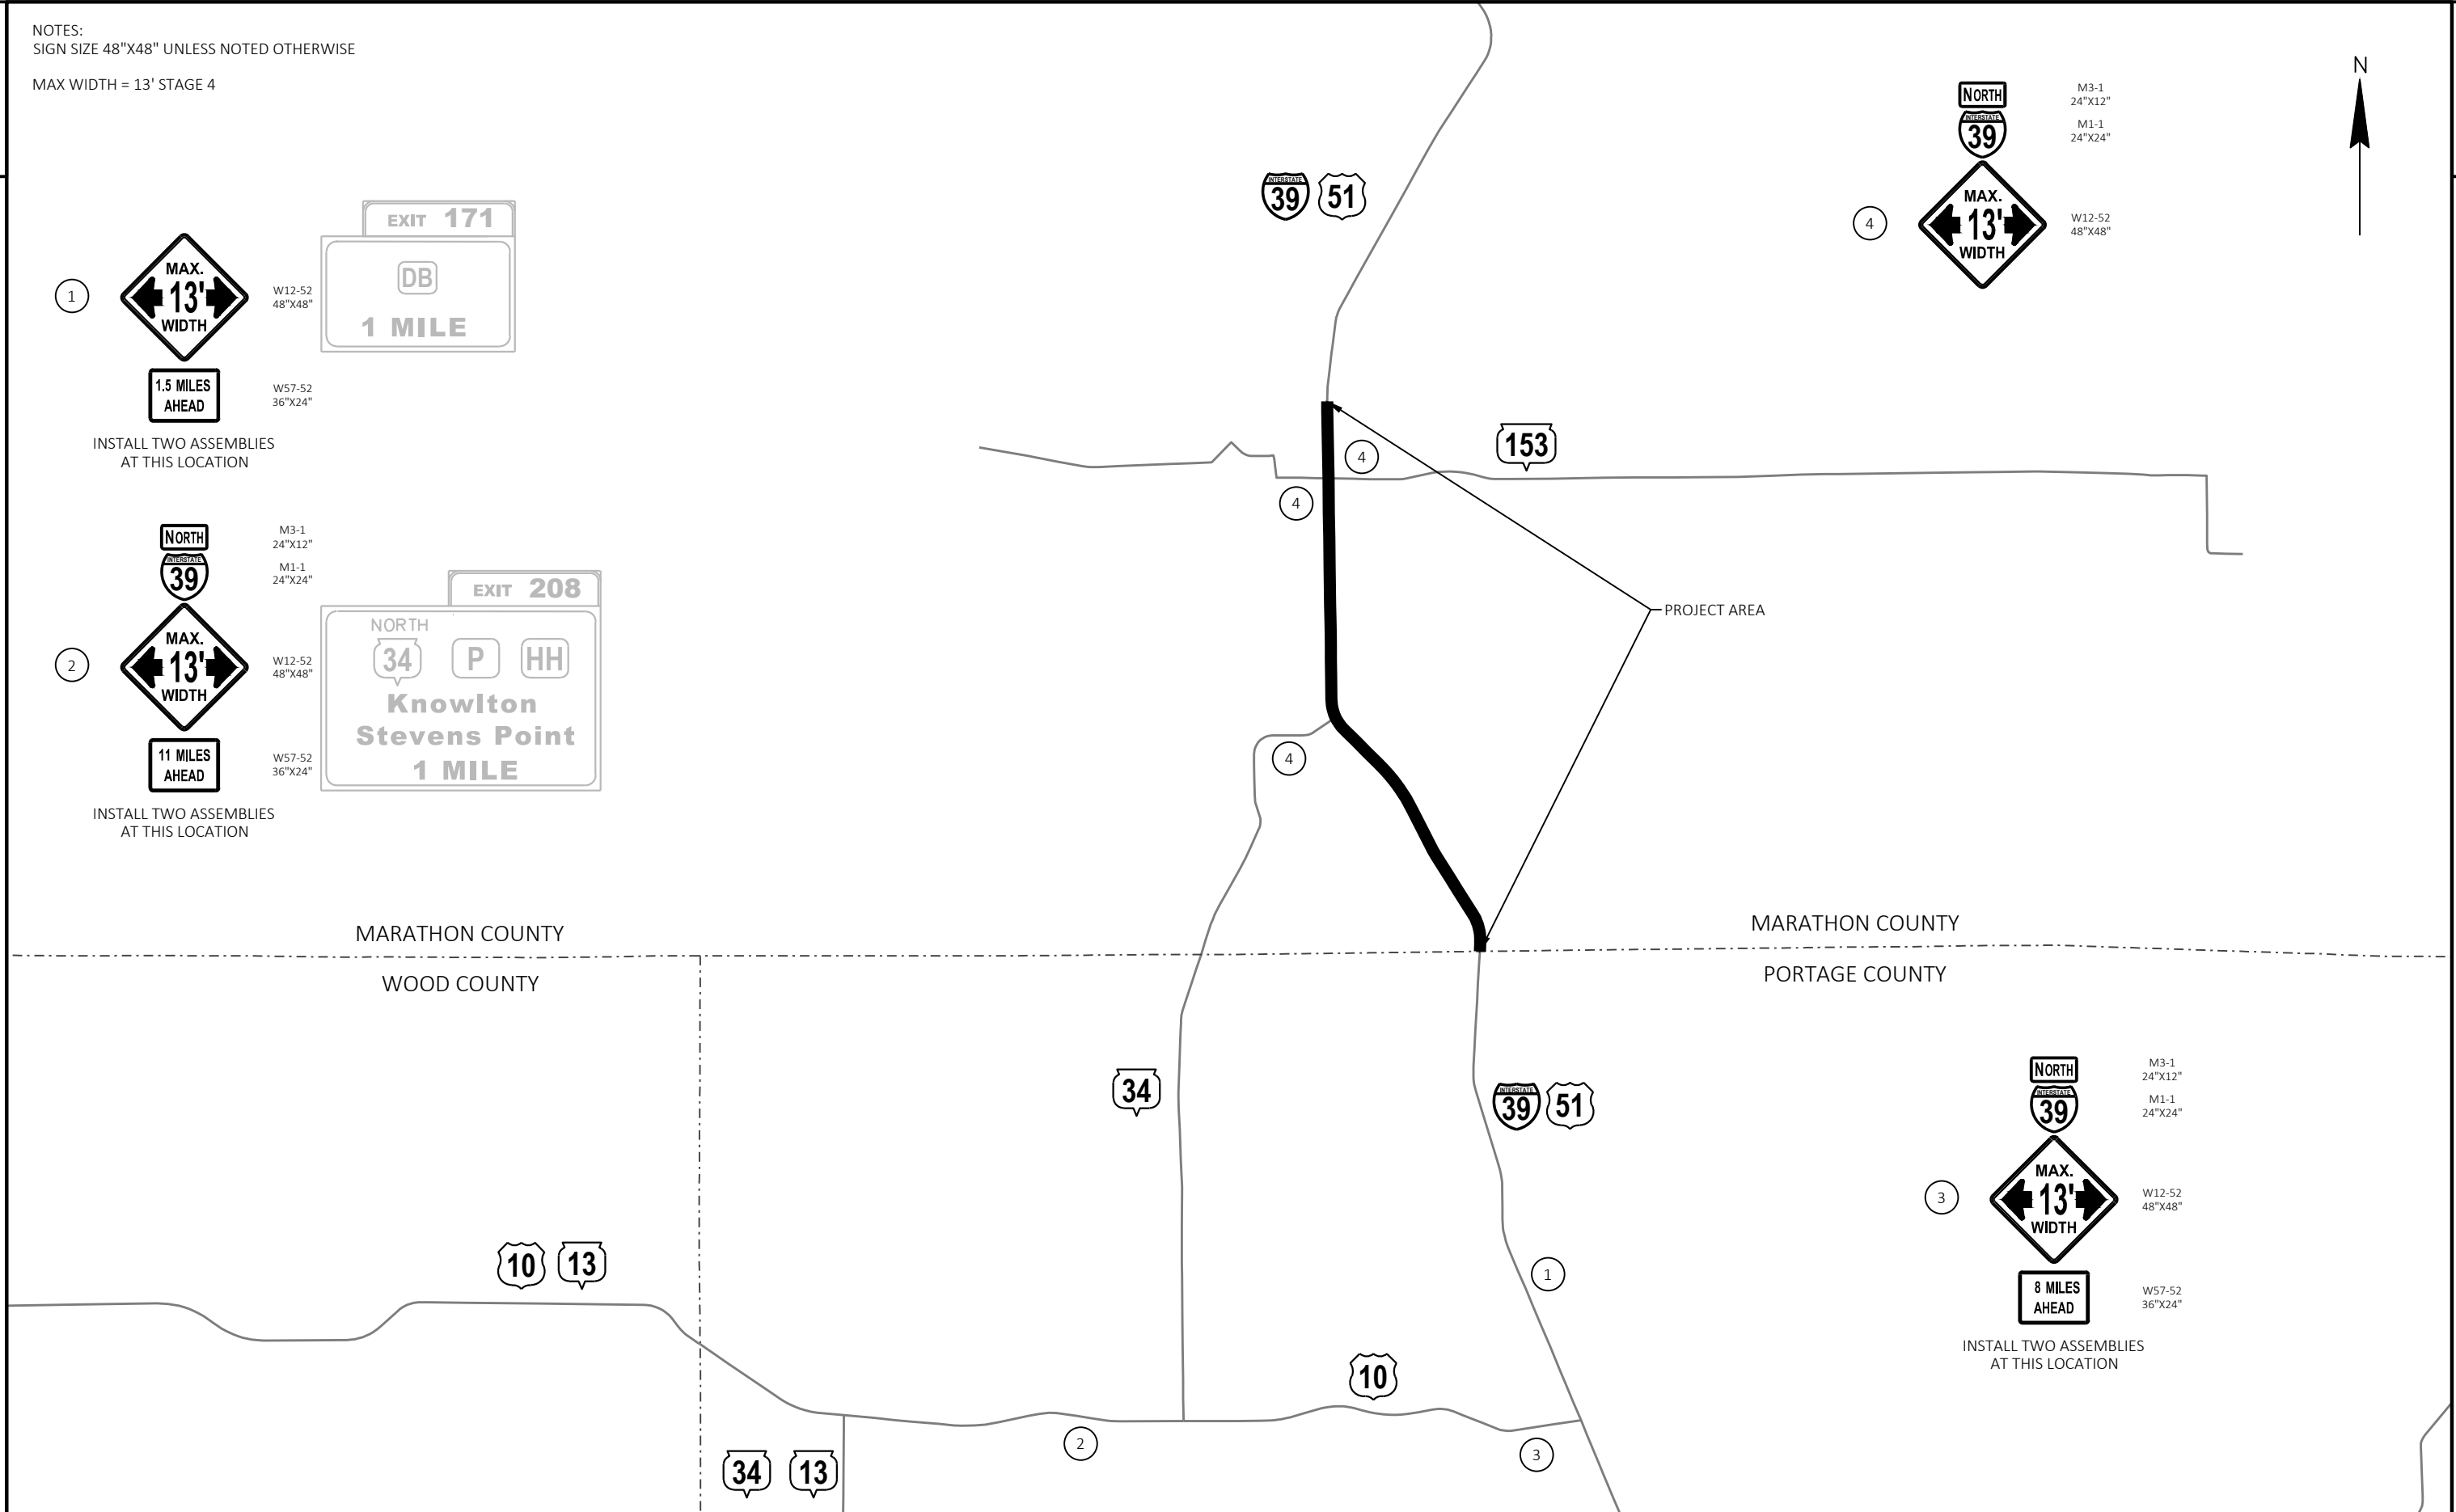 NOTES:
SIGN SIZE 48"X48" UNLESS NOTED OTHERWISE
MAX WIDTH = 13' STAGE 4
1
MAX.
13'
WIDTH
W12-52
48"X48"
1.5 MILES
AHEAD
W57-52
36"X24"
INSTALL TWO ASSEMBLIES
AT THIS LOCATION
EXIT 171
DB
1 MILE
2
NORTH
M3-1
24"X12"
INTERSTATE
39
M1-1
24"X24"
MAX.
13'
WIDTH
W12-52
48"X48"
11 MILES
AHEAD
W57-52
36"X24"
INSTALL TWO ASSEMBLIES
AT THIS LOCATION
EXIT 208
NORTH
34 P HH
Knowlton
Stevens Point
1 MILE
INTERSTATE
39 51
4
NORTH
M3-1
24"X12"
INTERSTATE
39
M1-1
24"X24"
MAX.
13'
WIDTH
W12-52
48"X48"
N
153
4
4
PROJECT AREA
4
MARATHON COUNTY
WOOD COUNTY
MARATHON COUNTY
PORTAGE COUNTY
34
INTERSTATE
39 51
3
NORTH
M3-1
24"X12"
INTERSTATE
39
M1-1
24"X24"
MAX.
13'
WIDTH
W12-52
48"X48"
8 MILES
AHEAD
W57-52
36"X24"
INSTALL TWO ASSEMBLIES
AT THIS LOCATION
10 13
1
10
2
3
34 13